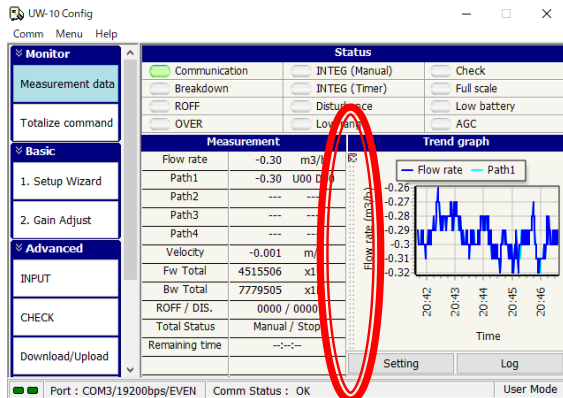 UW-10 Config
Comm Menu Help
Monitor
Measurement data
Totalize command
Basic
1. Setup Wizard
2. Gain Adjust
Advanced
INPUT
CHECK
Download/Upload
Status
Communication INTEG (Manual) Check
Breakdown INTEG (Timer) Full scale
ROFF Low battery
OVER AGC
Measurement
Flow rate -0.30
Path1 -0.30 U00
Path2 ---
Path3 ---
Path4 ---
Velocity -0.001
Fw Total 4515506
Bw Total 7779505
ROFF / DIS. 0000 / 0000
Total Status Manual / Stop
Remaining time --:--
Trend graph
Flow rate Path1
Flow rate (m3/h)
-0.26
-0.27
-0.28
-0.29
-0.3
-0.31
-0.32
20:42 20:43 20:44 20:45 20:46
Time
Setting Log
Port : COM3/19200bps/EVEN Comm Status : OK User Mode